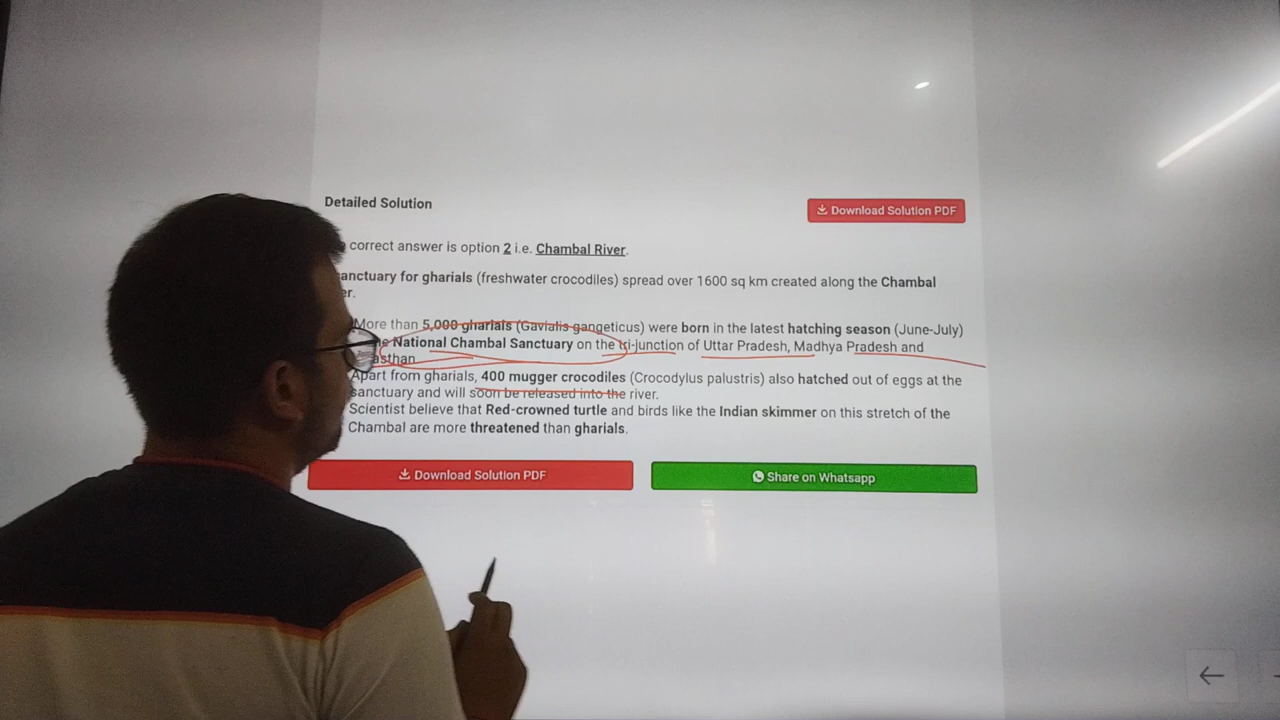 Detailed Solution
Download Solution PDF
correct answer is option 2 i.e. Chambal River.
anctuary for gharials (freshwater crocodiles) spread over 1600 sq km created along the Chambal
er.
More than 5,000 gharials (Gavialis gangeticus) were born in the latest hatching season (June-July)
National Chambal Sanctuary on the tri-junction of Uttar Pradesh, Madhya Pradesh and
asthan.
Apart from gharials, 400 mugger crocodiles (Crocodylus palustris) also hatched out of eggs at the
sanctuary and will soon be released into the river.
Scientist believe that Red-crowned turtle and birds like the Indian skimmer on this stretch of the
Chambal are more threatened than gharials.
Download Solution PDF
Share on Whatsapp